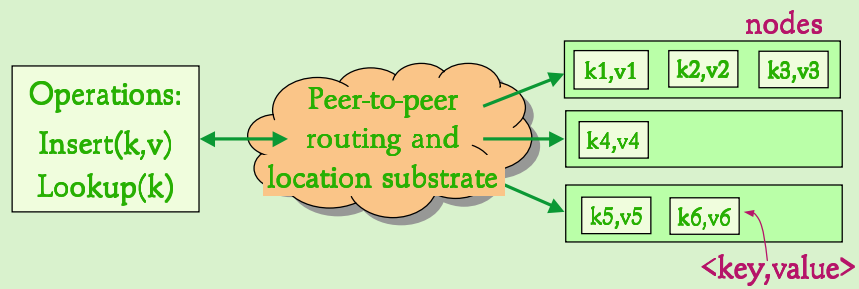 Operations:
Insert(k,v)
Lookup(k)
Peer-to-peer
routing and
location substrate
nodes
k1,v1
k2,v2
k3,v3
k4,v4
k5,v5
k6,v6
<key,value>